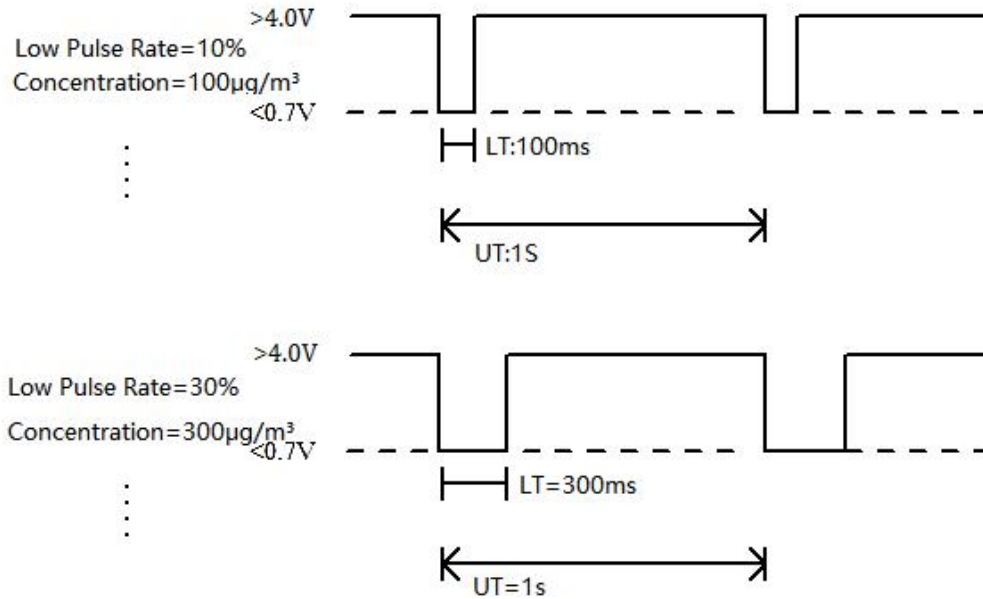 >4.0V
Low Pulse Rate=10%
Concentration=100μg/m³
<0.7V
LT:100ms
UT:1S
>4.0V
Low Pulse Rate=30%
Concentration=300μg/m³
<0.7V
LT=300ms
UT=1s